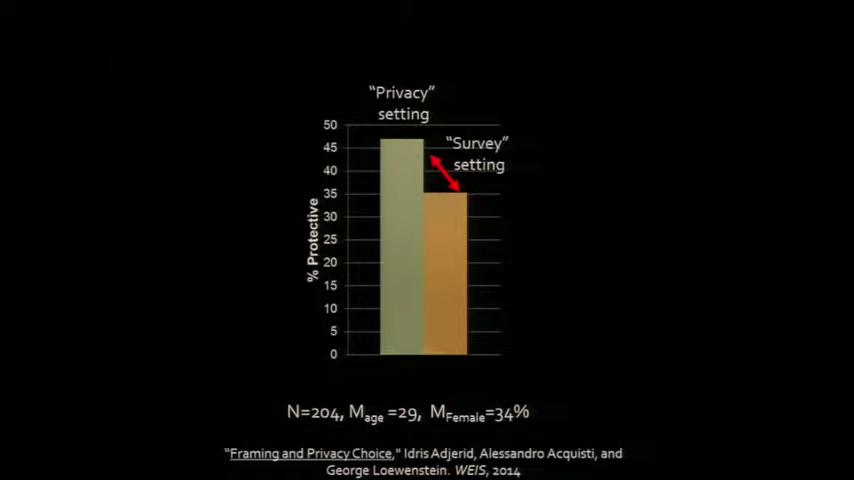 “Privacy”
setting
“Survey”
setting
50
45
40
35
30
25
20
15
10
5
0
% Protective
N=204, Mage =29, MFemale=34%
“Framing and Privacy Choice," Idris Adjerid, Alessandro Acquisti, and
George Loewenstein. WEIS, 2014